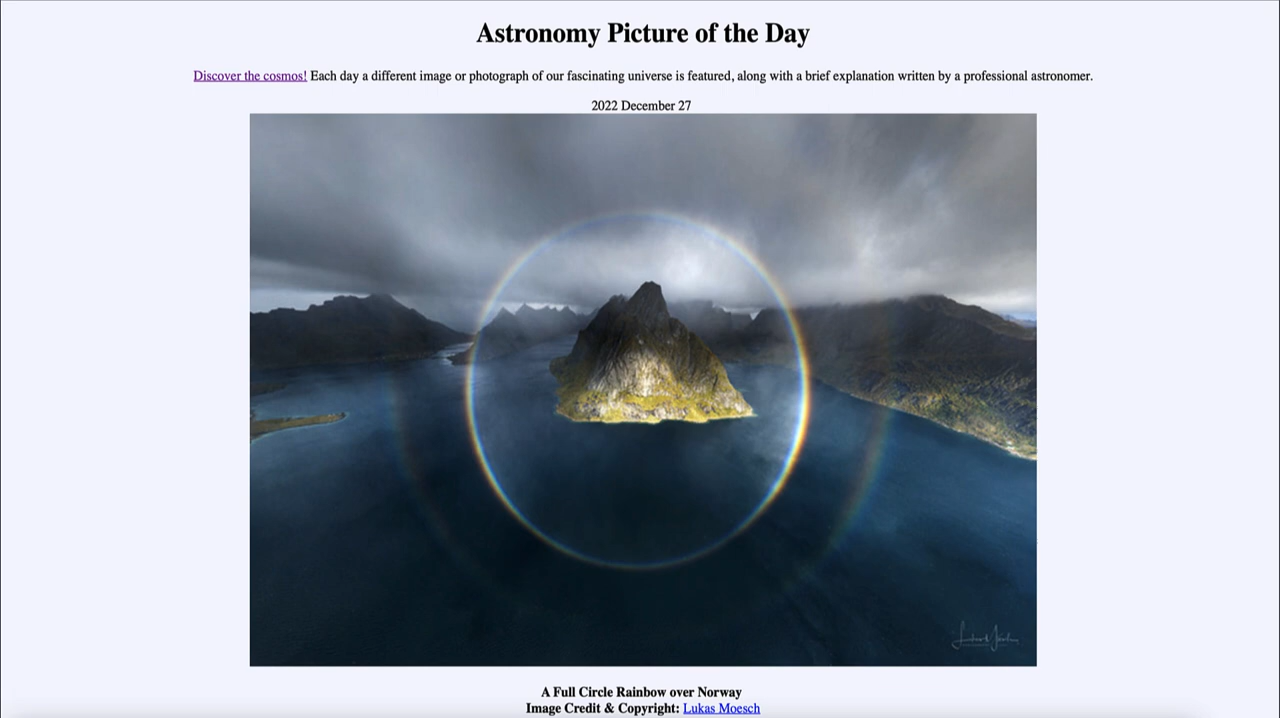 Astronomy Picture of the Day
Discover the cosmos! Each day a different image or photograph of our fascinating universe is featured, along with a brief explanation written by a professional astronomer.
2022 December 27
A Full Circle Rainbow over Norway
Image Credit & Copyright: Lukas Moesch